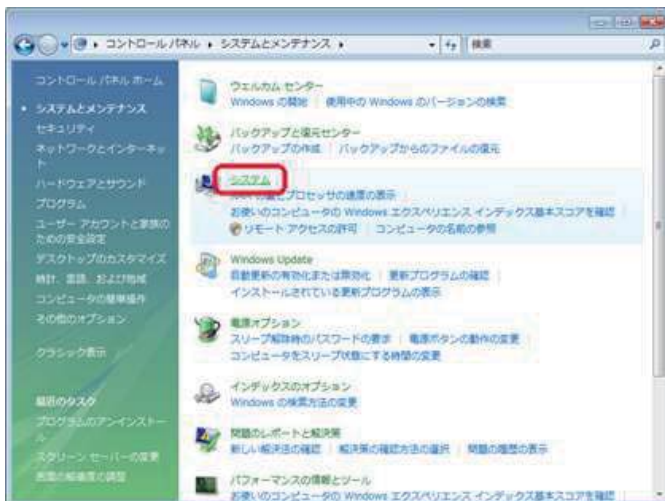 コントロール パネル ▸ システムとメンテナンス ▸
検索
コントロール パネル ホーム
システムとメンテナンス
セキュリティ
ネットワークとインターネッ
ト
ハードウェアとサウンド
プログラム
ユーザー アカウントと家族の
ための安全設定
デスクトップのカスタマイズ
時計、言語、および地域
コンピュータの簡単操作
その他のオプション
クラシック表示
最近のタスク
プログラムのアンインストー
ル
スクリーン セーバーの変更
画面の解像度の調整
ウェルカム センター
Windows の開始 | 使用中の Windows のバージョンの検索
バックアップと復元センター
バックアップの作成 | バックアップからのファイルの復元
システム
の量とプロセッサの速度の表示
お使いのコンピュータの Windows エクスペリエンス インデックス基本スコアを確認
リモート アクセスの許可 | コンピュータの名前の参照
Windows Update
自動更新の有効化または無効化 | 更新プログラムの確認
インストールされている更新プログラムの表示
電源オプション
スリープ解除時のパスワードの要求 | 電源ボタンの動作の変更
コンピュータをスリープ状態にする時間の変更
インデックスのオプション
Windows の検索方法の変更
問題のレポートと解決策
新しい解決法の確認 | 解決策の確認方法の選択 | 問題の履歴の表示
パフォーマンスの情報とツール
お使いのコンピュータの Windows エクスペリエンス インデックス基本スコアを確認